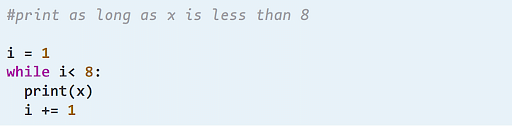 #print as long as x is less than 8
i = 1
while i< 8:
  print(x)
  i += 1